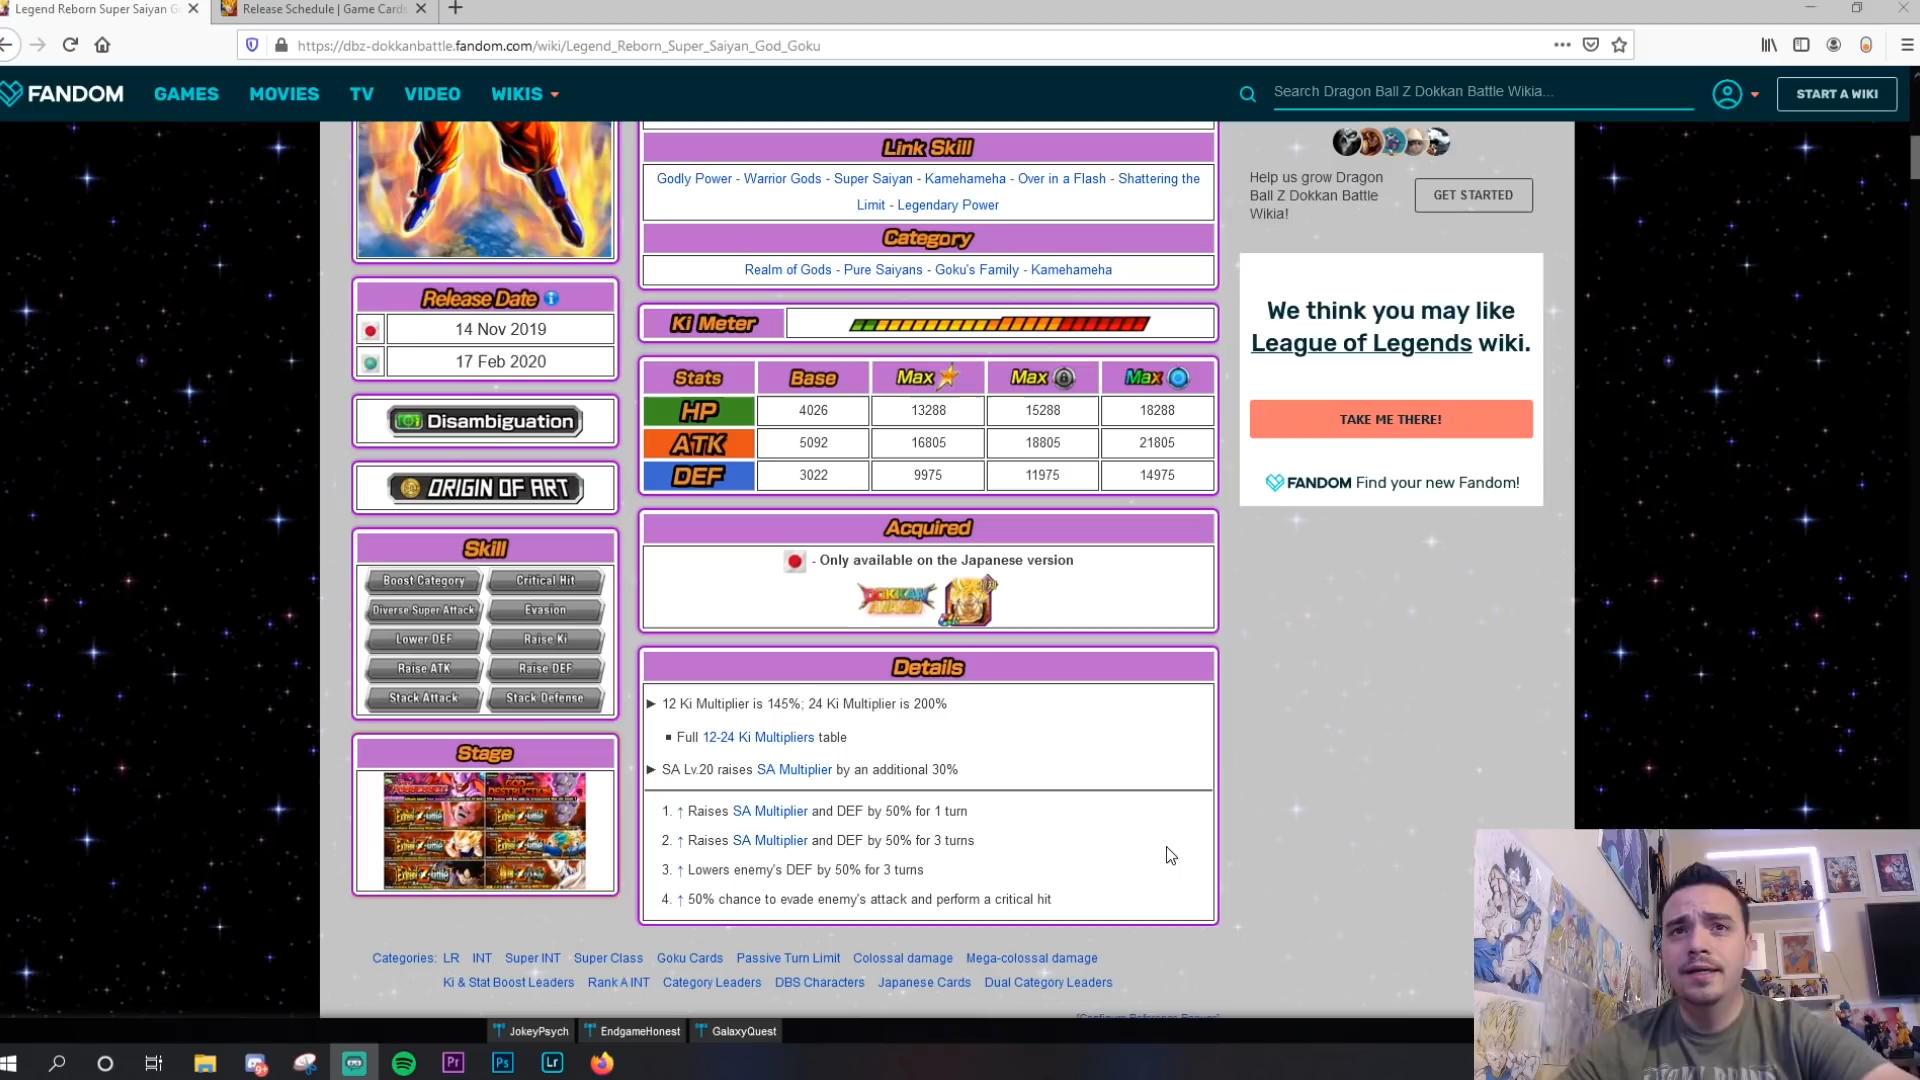 Legend Reborn Super Saiyan G
Release Schedule | Game Cards
https://dbz-dokkanbattle.fandom.com/wiki/Legend_Reborn_Super_Saiyan_God_Goku
FANDOM GAMES MOVIES TV VIDEO WIKIS
Search Dragon Ball Z Dokkan Battle Wikia...
START A WIKI
Link Skill
Godly Power - Warrior Gods - Super Saiyan - Kamehameha - Over in a Flash - Shattering the
Limit - Legendary Power
Category
Realm of Gods - Pure Saiyans - Goku's Family - Kamehameha
Release Date
14 Nov 2019
17 Feb 2020
Ki Meter
Disambiguation
ORIGIN OF ART
Stats Base Max Max Max
HP 4026 13288 15288 18288
ATK 5092 16805 18805 21805
DEF 3022 9975 11975 14975
Skill
Boost Category Critical Hit
Diverse Super Attack Evasion
Lower DEF Raise Ki
Raise ATK Raise DEF
Stack Attack Stack Defense
Stage
Acquired
- Only available on the Japanese version
DOKKAN
AWAKEN
Details
► 12 Ki Multiplier is 145%; 24 Ki Multiplier is 200%
▪ Full 12-24 Ki Multipliers table
► SA Lv.20 raises SA Multiplier by an additional 30%
1. ↑ Raises SA Multiplier and DEF by 50% for 1 turn
2. ↑ Raises SA Multiplier and DEF by 50% for 3 turns
3. ↑ Lowers enemy's DEF by 50% for 3 turns
4. ↑ 50% chance to evade enemy's attack and perform a critical hit
Help us grow Dragon
Ball Z Dokkan Battle
Wikia!
GET STARTED
We think you may like
League of Legends wiki.
TAKE ME THERE!
FANDOM Find your new Fandom!
Categories: LR INT Super INT Super Class Goku Cards Passive Turn Limit Colossal damage Mega-colossal damage
Ki & Stat Boost Leaders Rank A INT Category Leaders DBS Characters Japanese Cards Dual Category Leaders
JokeyPsych EndgameHonest GalaxyQuest
Pr Ps Lr